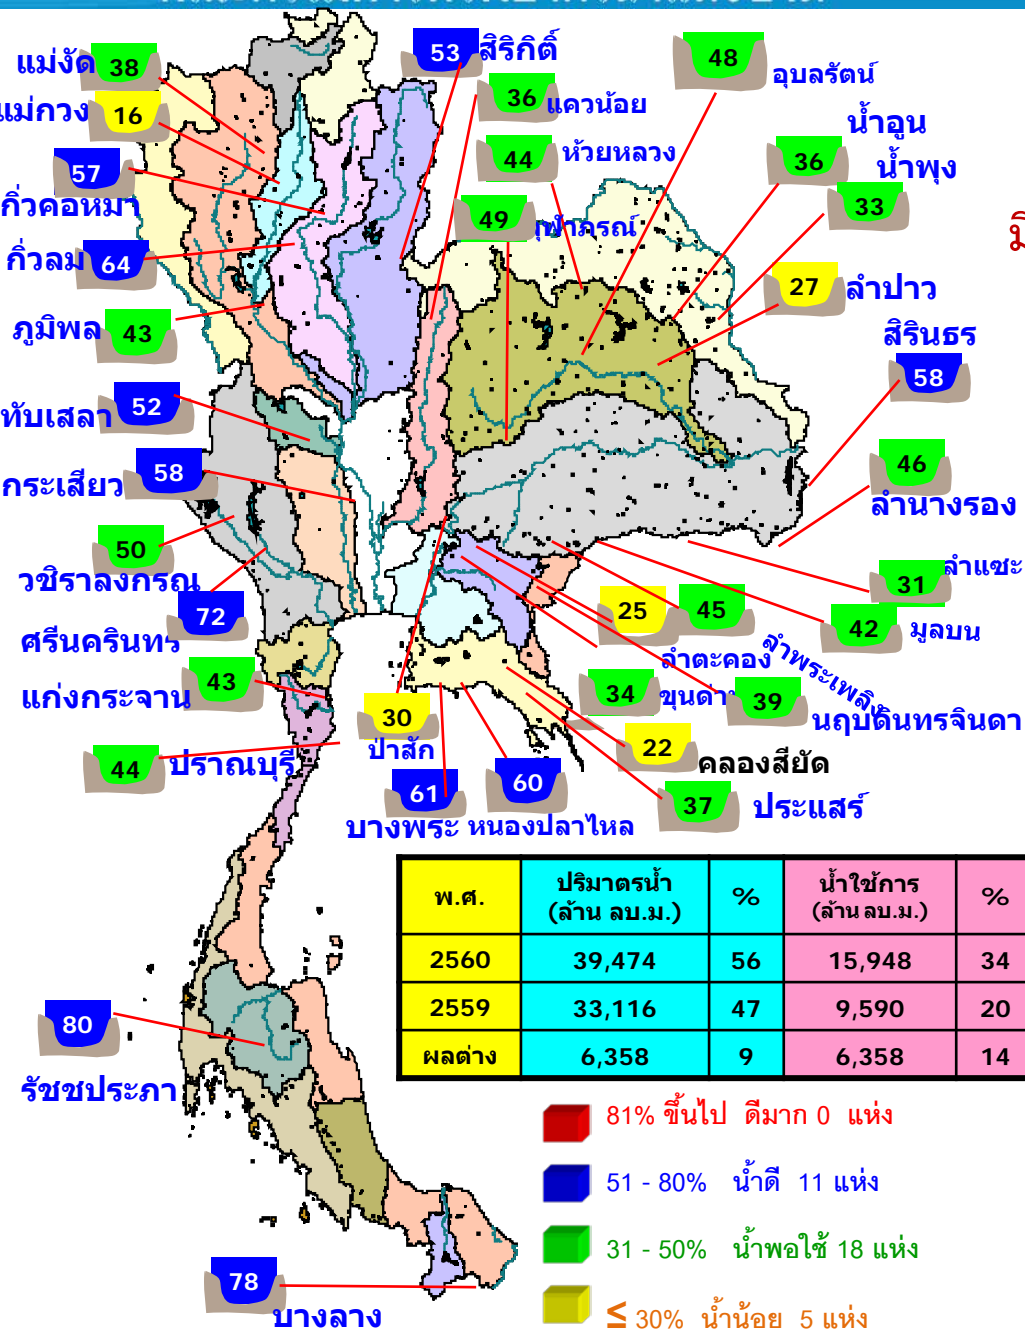 53 สิริกิติ์
แม่งัด 38
48 อุบลรัตน์
36 แควน้อย
แม่กวง 16
น้ำอูน
44 ห้วยหลวง
36 น้ำพุง
57
กิ่วคอหมา
33
49
กิ่วลม 64
27 ลำปาว
ภูมิพล 43
สิรินธร
58
ทับเสลา 52
46
ลำนางรอง
กระเสียว 58
50
วชิราลงกรณ
31 ลำแซะ
72
ศรีนครินทร์
25
45
42 มูลบน
ลำตะคอง
ลำพระเพลิง
แก่งกระจาน 43
34
39
นฤบดินทรจินดา
30
ป่าสัก
22 คลองสียัด
44 ปราณบุรี
61
บางพระ
60
หนองปลาไหล
37 ประแสร์
พ.ศ. ปริมาตรน้ำ (ล้าน ลบ.ม.) % น้ำใช้การ (ล้าน ลบ.ม.) %
2560 39,474 56 15,948 34
2559 33,116 47 9,590 20
ผลต่าง 6,358 9 6,358 14
80
รัชชประภา
81% ขึ้นไป ดีมาก 0 แห่ง
51 - 80% น้ำดี 11 แห่ง
31 - 50% น้ำพอใช้ 18 แห่ง
≤ 30% น้ำน้อย 5 แห่ง
78
บางลาง